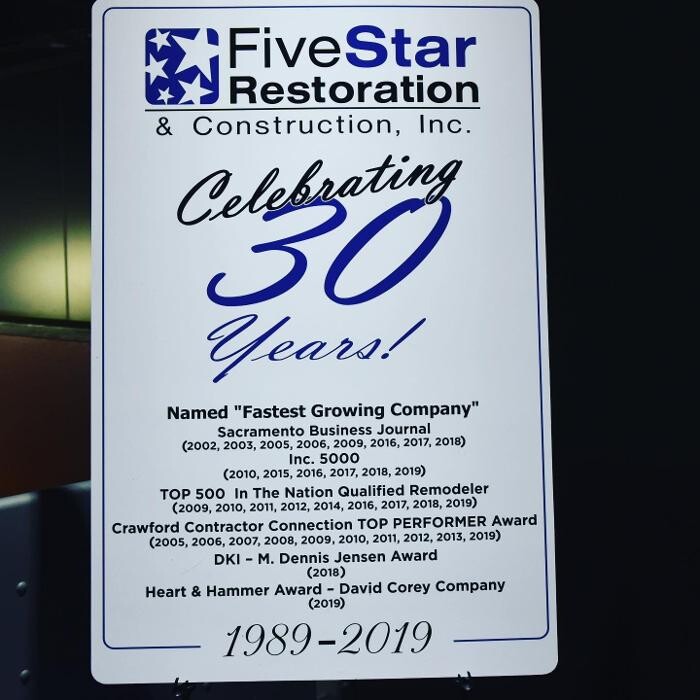 FiveStar
Restoration
& Construction, Inc.
Celebrating
30
Years!
Named "Fastest Growing Company"
Sacramento Business Journal
(2002, 2003, 2005, 2006, 2009, 2016, 2017, 2018)
Inc. 5000
(2010, 2015, 2016, 2017, 2018, 2019)
TOP 500 In The Nation Qualified Remodeler
(2009, 2010, 2011, 2012, 2014, 2016, 2017, 2018, 2019)
Crawford Contractor Connection TOP PERFORMER Award
(2005, 2006, 2007, 2008, 2009, 2010, 2011, 2012, 2013, 2019)
DKI – M. Dennis Jensen Award
(2018)
Heart & Hammer Award – David Corey Company
(2019)
1989-2019